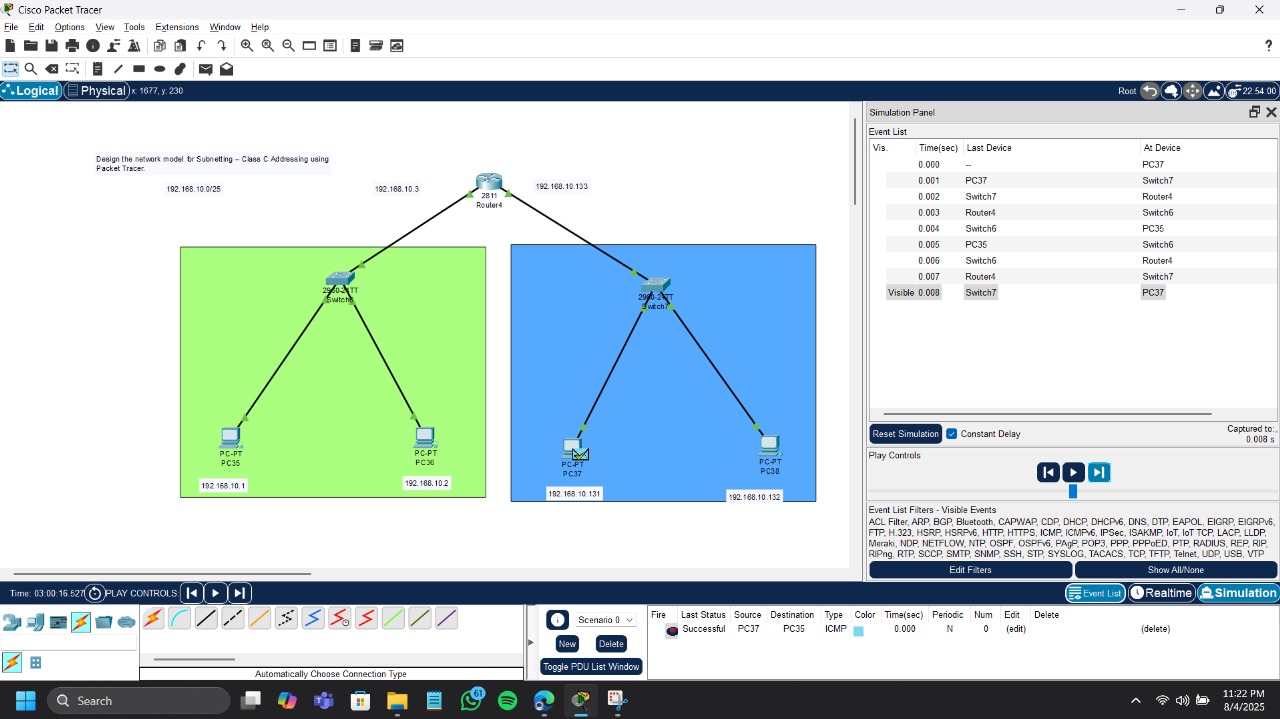 Cisco Packet Tracer
File Edit Options View Tools Extensions Window Help
?
Logical Physical x: 1677, y: 230
Root 22:54:00
Design the network model for Subnetting – Class C Addressing using
Packet Tracer.
192.168.10.0/25
192.168.10.3
192.168.10.133
2811
Router4
2960-24TT
Switch6
2960-24TT
Switch7
PC-PT
PC35
PC-PT
PC36
PC-PT
PC37
PC-PT
PC38
192.168.10.1
192.168.10.2
192.168.10.131
192.168.10.132
Simulation Panel
Event List
Vis. Time(sec) Last Device At Device
0.000 -- PC37
0.001 PC37 Switch7
0.002 Switch7 Router4
0.003 Router4 Switch6
0.004 Switch6 PC35
0.005 PC35 Switch6
0.006 Switch6 Router4
0.007 Router4 Switch7
Visible 0.008 Switch7 PC37
Reset Simulation Constant Delay Captured to:
0.008 s
Play Controls
Event List Filters - Visible Events
ACL Filter, ARP, BGP, Bluetooth, CAPWAP, CDP, DHCP, DHCPv6, DNS, DTP, EAPOL, EIGRP, EIGRPv6,
FTP, H.323, HSRP, HSRPv6, HTTP, HTTPS, ICMP, ICMPv6, IPSec, ISAKMP, IoT, IoT TCP, LACP, LLDP,
Meraki, NDP, NETFLOW, NTP, OSPF, OSPFv6, PAgP, POP3, PPP, PPPoED, PTP, RADIUS, REP, RIP,
RIPng, RTP, SCCP, SMTP, SNMP, SSH, STP, SYSLOG, TACACS, TCP, TFTP, Telnet, UDP, USB, VTP
Edit Filters Show All/None
Time: 03:00:16.527 PLAY CONTROLS:
Event List Realtime Simulation
Automatically Choose Connection Type
Scenario 0
New Delete
Toggle PDU List Window
Fire Last Status Source Destination Type Color Time(sec) Periodic Num Edit Delete
Successful PC37 PC35 ICMP 0.000 N 0 (edit) (delete)
Search
61
11:22 PM
8/4/2025